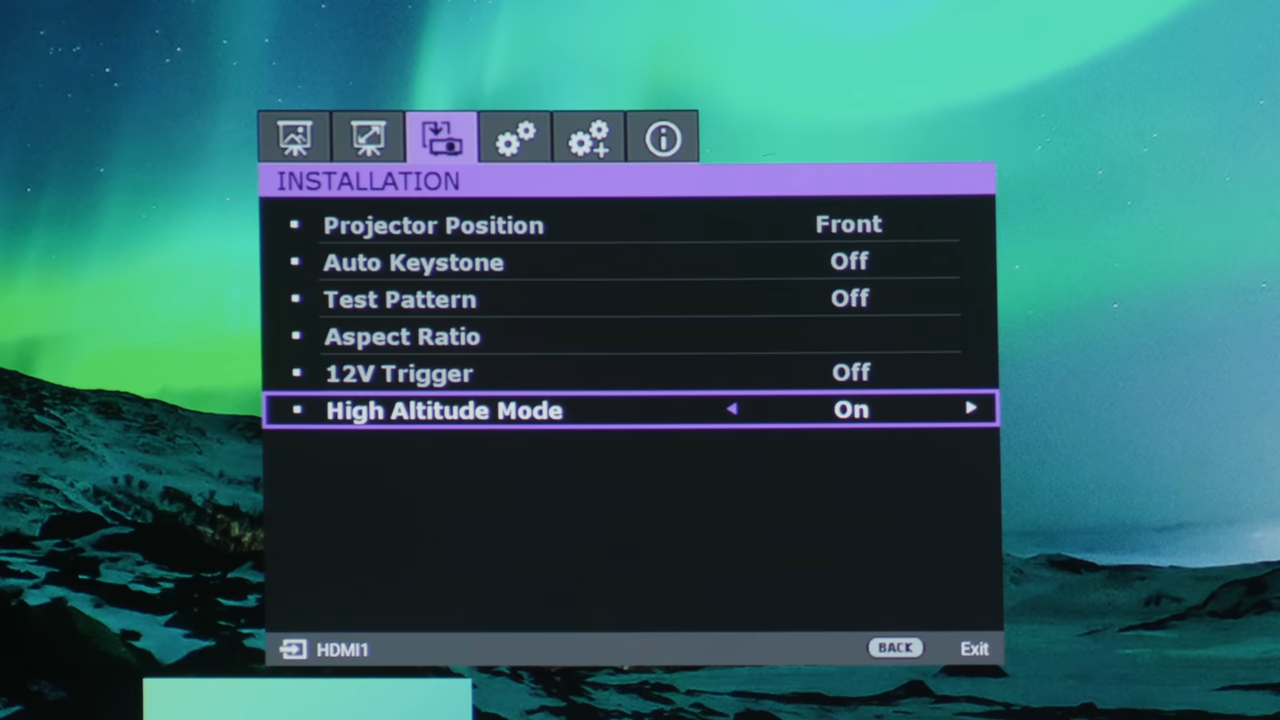 INSTALLATION
Projector Position Front
Auto Keystone Off
Test Pattern Off
Aspect Ratio
12V Trigger Off
High Altitude Mode On
HDMI1 BACK Exit